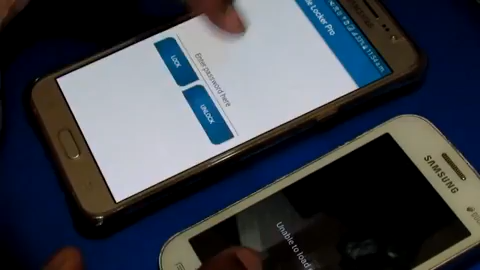 Locker Pro
Enter password here
LOCK
UNLOCK
SAMSUNG
Unable to load